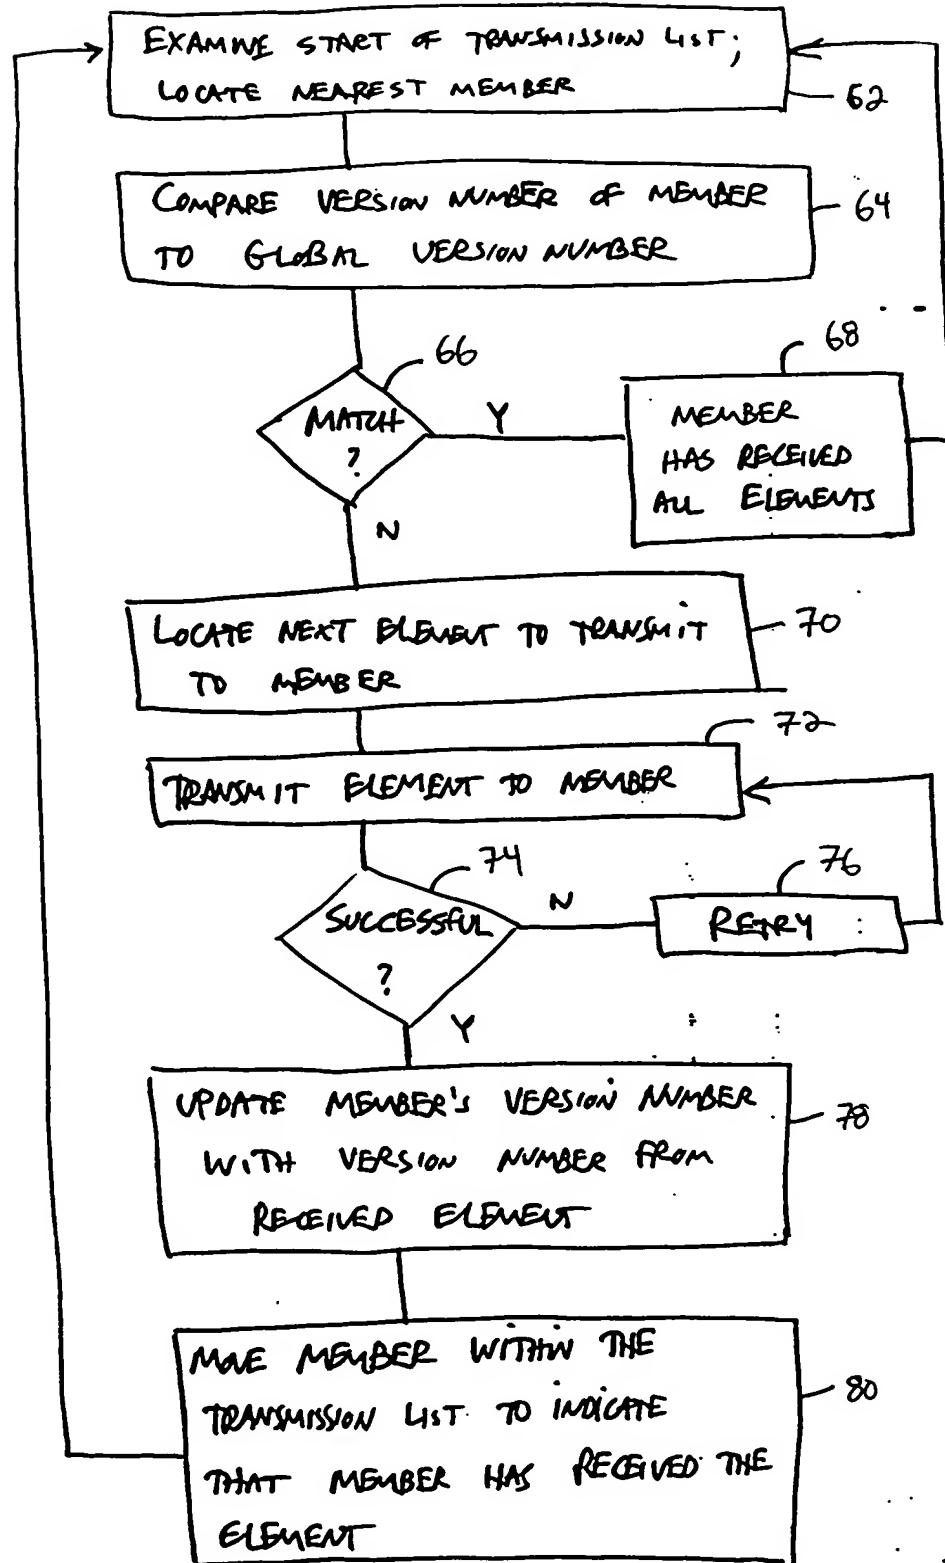 EXAMINE START OF TRANSMISSION LIST;
LOCATE NEAREST MEMBER
62
COMPARE VERSION NUMBER OF MEMBER
TO GLOBAL VERSION NUMBER
64
66
MATCH
?
Y
N
68
MEMBER
HAS RECEIVED
ALL ELEMENTS
LOCATE NEXT ELEMENT TO TRANSMIT
TO MEMBER
70
72
TRANSMIT ELEMENT TO MEMBER
74
SUCCESSFUL
?
N
Y
76
RETRY
UPDATE MEMBER'S VERSION NUMBER
WITH VERSION NUMBER FROM
RECEIVED ELEMENT
78
MOVE MEMBER WITHIN THE
TRANSMISSION LIST TO INDICATE
THAT MEMBER HAS RECEIVED THE
ELEMENT
80